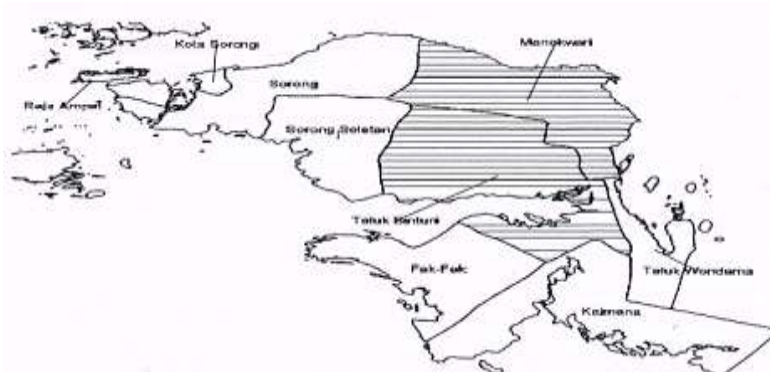 Kota Sorong
Manokwari
Raja Ampat
Sorong
Sorong Selatan
Teluk Bintuni
Fak-Fak
Teluk Wondama
Kaimana